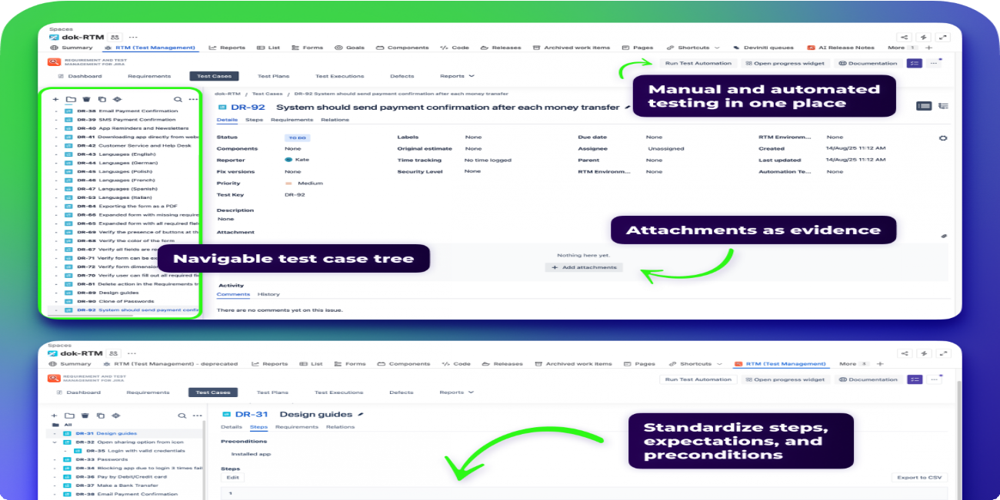 Spaces
dok-RTM ...
Summary RTM (Test Management) Reports List Forms Goals Components Code Releases Archived work items Pages Shortcuts Deviniti queues AI Release Notes More 1 +
REQUIREMENT AND TEST
MANAGEMENT FOR JIRA
Run Test Automation Open progress widget Documentation ...
Dashboard Requirements Test Cases Test Plans Test Executions Defects Reports
Manual and automated
testing in one place
dok-RTM / Test Cases / DR-92 System should send payment confirmation after each money transfer
DR-92 System should send payment confirmation after each money transfer
Details Steps Requirements Relations
DR-38 Email Payment Confirmation
DR-39 SMS Payment Confirmation
DR-40 App Reminders and Newsletters
DR-41 Downloading app directly from webs
DR-42 Customer Service and Help Desk
DR-43 Languages (English)
DR-44 Languages (German)
DR-45 Languages (Polish)
DR-46 Languages (French)
DR-47 Languages (Spanish)
DR-53 Languages (Italian)
DR-64 Exporting the form as a PDF
DR-66 Expanded form with missing require
DR-65 Expanded form with all required fiel
DR-69 Verify the presence of buttons at th
DR-68 Verify the color of the form
DR-67 Verify all fields are re
DR-71 Verify form can be ex
DR-72 Verify form dimension
DR-70 Verify user can fill out all required fi
DR-81 Delete action in the Requirements tr
DR-89 Design guides
DR-90 Clone of Passwords
DR-92 System should send payment confir
Navigable test case tree
Status TO DO Labels None Due date None RTM Environm... None
Components None Original estimate None Assignee Unassigned Created 14/Aug/25 11:12 AM
Reporter Kate Time tracking No time logged Parent None Last updated 14/Aug/25 11:12 AM
Fix versions None Security Level None RTM Environm... None Automation Te... None
Priority Medium
Test Key DR-92
Description
None
Attachment
Attachments as evidence
Nothing here yet.
+ Add attachments
Activity
Comments History
There are no comments yet on this issue.
Spaces
dok-RTM ...
Summary RTM (Test Management) - deprecated Reports List Forms Components Code Releases Archived work items Pages Shortcuts RTM (Test Management) More 3 +
REQUIREMENT AND TEST
MANAGEMENT FOR JIRA
Run Test Automation Open progress widget Documentation ...
Dashboard Requirements Test Cases Test Plans Test Executions Defects Reports
All
DR-31 Design guides
DR-32 Open sharing option from icon
DR-35 Login with valid credentials
DR-33 Passwords
DR-34 Blocking app due to login 3 times fail
DR-36 Pay by Debit/Credit card
DR-37 Make a Bank Transfer
DR-38 Email Payment Confirmation
DR-31 Design guides
Details Steps Requirements Relations
Preconditions
Installed app
Steps
Edit
Export to CSV
1
Standardize steps,
expectations, and
preconditions